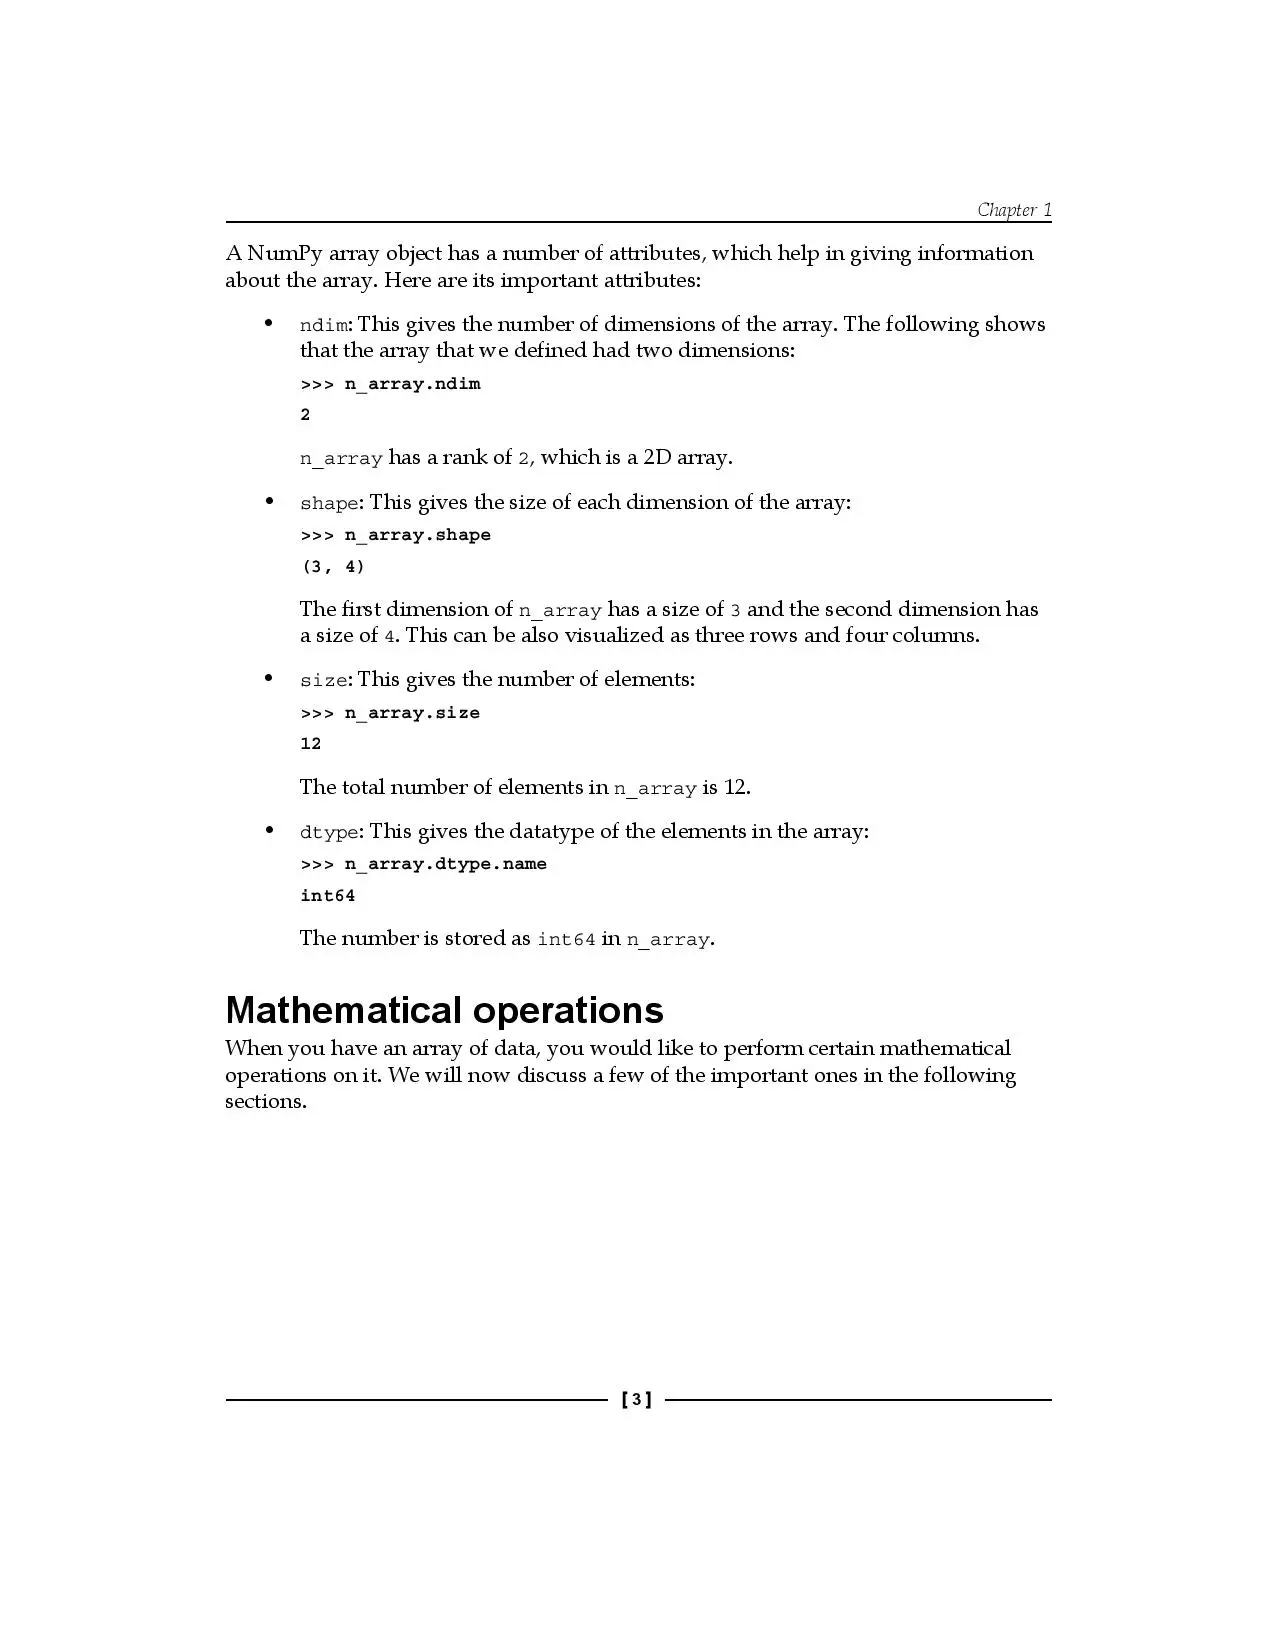 Chapter 1
A NumPy array object has a number of attributes, which help in giving information
about the array. Here are its important attributes:
• ndim: This gives the number of dimensions of the array. The following shows
that the array that we defined had two dimensions:
>>> n_array.ndim
2
n_array has a rank of 2, which is a 2D array.
• shape: This gives the size of each dimension of the array:
>>> n_array.shape
(3, 4)
The first dimension of n_array has a size of 3 and the second dimension has
a size of 4. This can be also visualized as three rows and four columns.
• size: This gives the number of elements:
>>> n_array.size
12
The total number of elements in n_array is 12.
• dtype: This gives the datatype of the elements in the array:
>>> n_array.dtype.name
int64
The number is stored as int64 in n_array.
Mathematical operations
When you have an array of data, you would like to perform certain mathematical
operations on it. We will now discuss a few of the important ones in the following
sections.
[ 3 ]